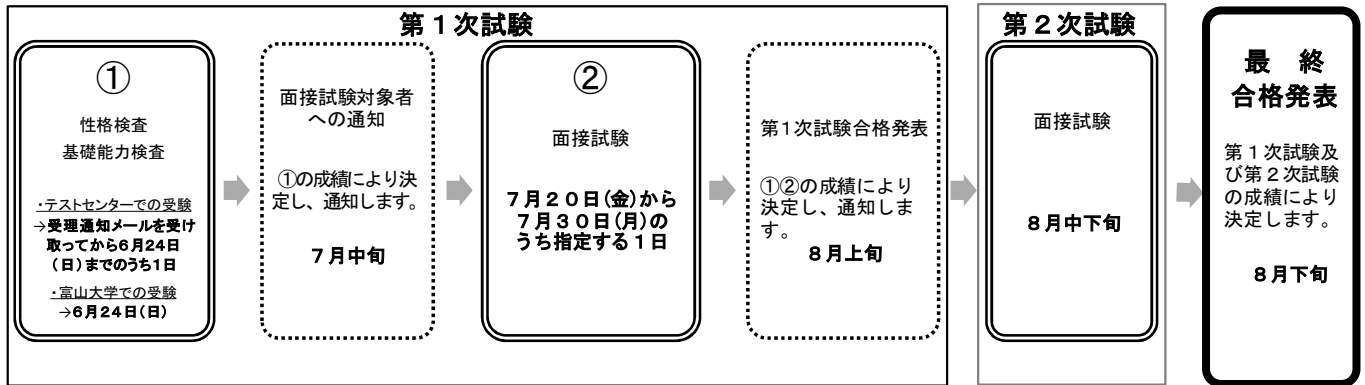 第１次試験
①
性格検査
基礎能力検査
・テストセンターでの受験
→受理通知メールを受け
取ってから6月24日
（日）までのうち1日
・富山大学での受験
→6月24日(日)
面接試験対象者
への通知
①の成績により決
定し、通知します。
７月中旬
②
面接試験
７月２０日(金)から
７月３０日(月)の
うち指定する１日
第1次試験合格発表
①②の成績により
決定し、通知しま
す。
８月上旬
第２次試験
面接試験
８月中下旬
最　終
合格発表
第１次試験及
び第２次試験
の成績により
決定します。
８月下旬